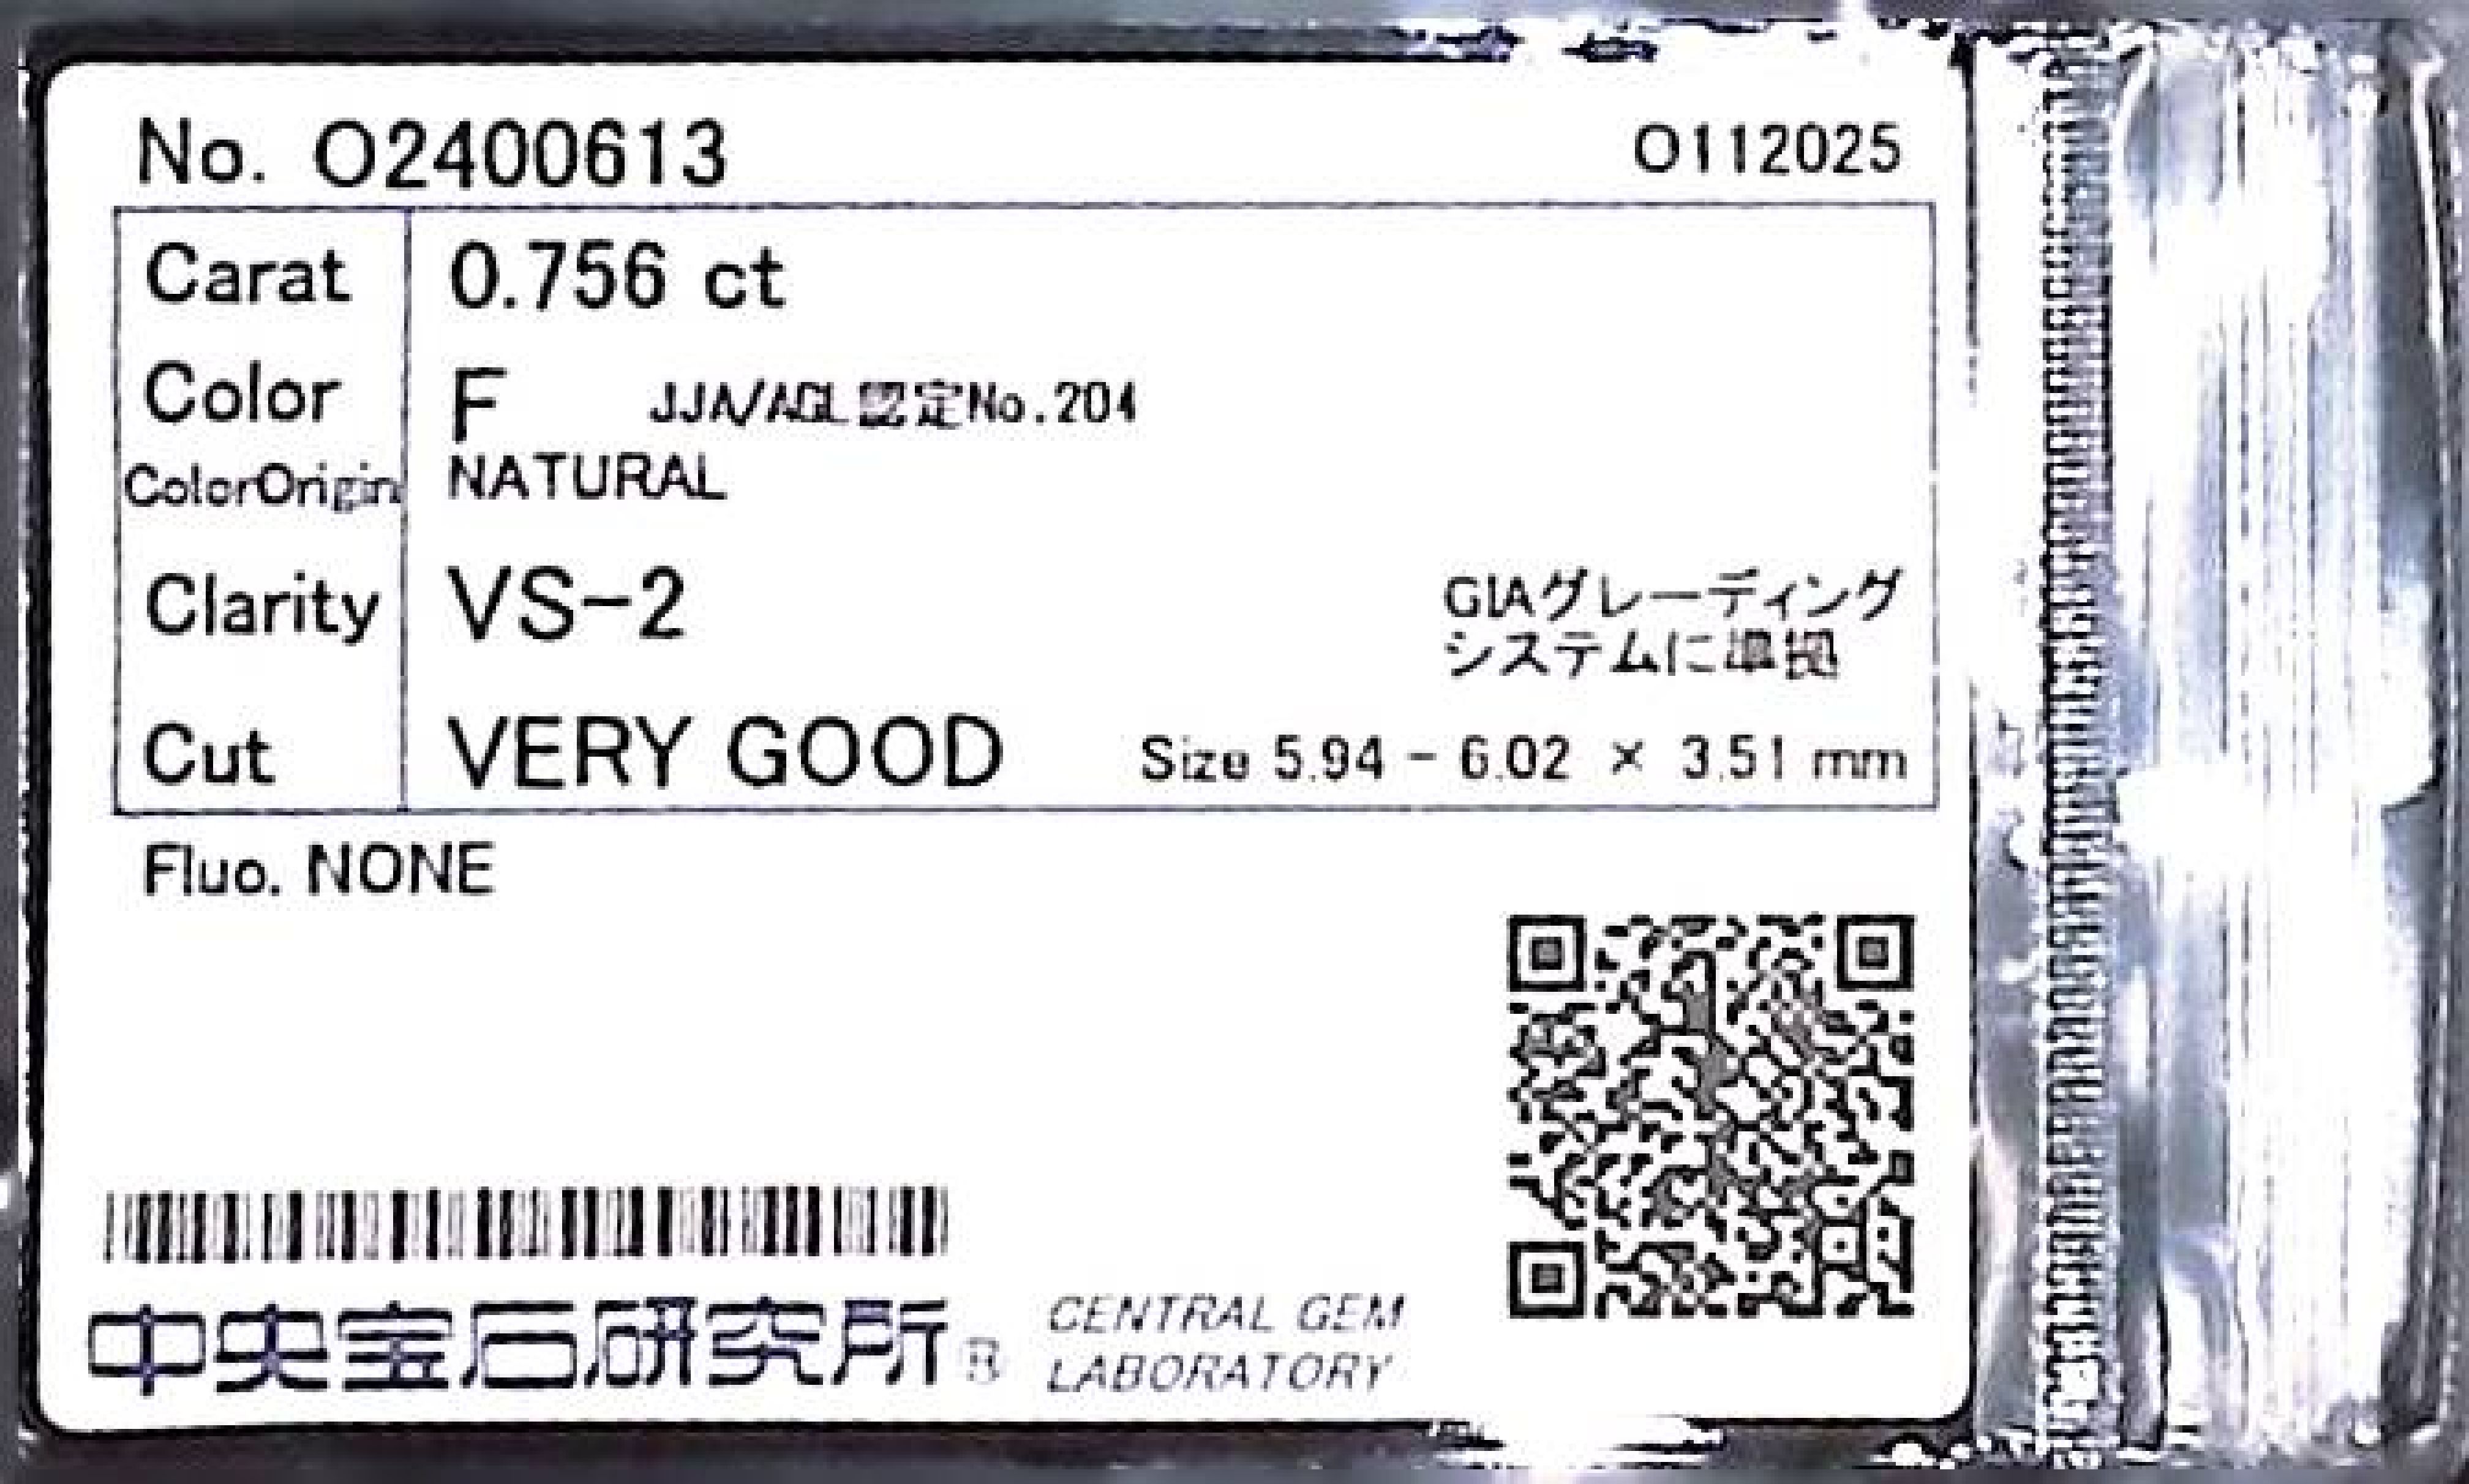 No. O2400613 O112025
Carat 0.756 ct
Color F JJA/AGL認定No.204
ColorOrigin NATURAL
Clarity VS-2
GIAグレーディング
システムに準拠
Cut VERY GOOD Size 5.94 - 6.02 × 3.51 mm
Fluo. NONE
中央宝石研究所® CENTRAL GEM
LABORATORY